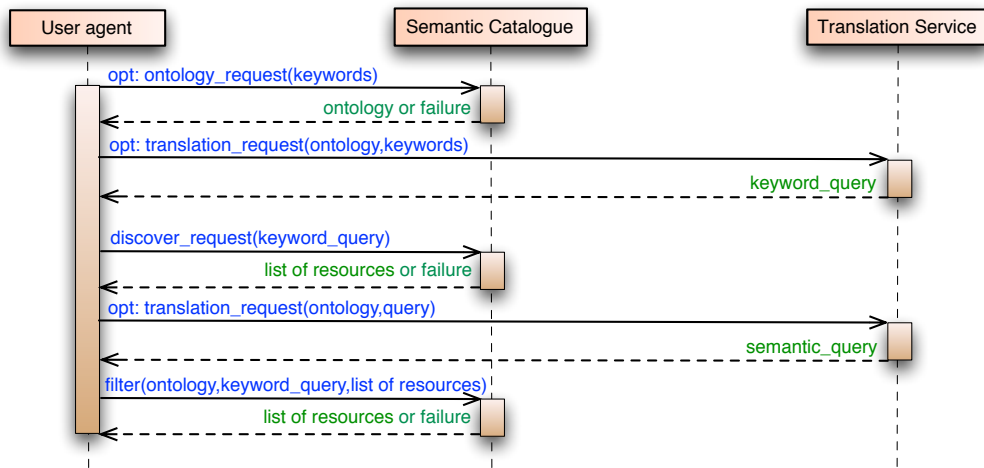 User agent
Semantic Catalogue
Translation Service
opt: ontology_request(keywords)
ontology or failure
opt: translation_request(ontology,keywords)
keyword_query
discover_request(keyword_query)
list of resources or failure
opt: translation_request(ontology,query)
semantic_query
filter(ontology,keyword_query,list of resources)
list of resources or failure